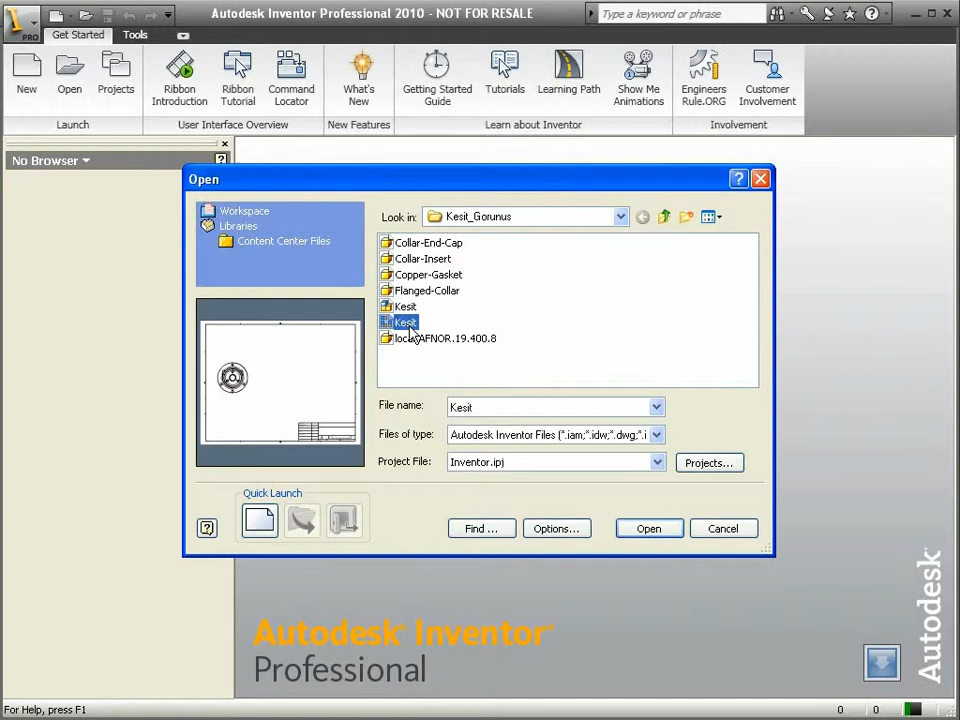 PRO
Autodesk Inventor Professional 2010 - NOT FOR RESALE
Type a keyword or phrase
Get Started
Tools
New
Open
Projects
Ribbon Introduction
Ribbon Tutorial
Command Locator
What's New
Getting Started Guide
Tutorials
Learning Path
Show Me Animations
Engineers Rule.ORG
Customer Involvement
Launch
User Interface Overview
New Features
Learn about Inventor
Involvement
No Browser
Open
Workspace
Libraries
Content Center Files
Look in:
Kesit_Gorunus
Collar-End-Cap
Collar-Insert
Copper-Gasket
Flanged-Collar
Kesit
Kesit
AFNOR.19.400.8
File name:
Kesit
Files of type:
Autodesk Inventor Files (*.iam;*.idw;*.dwg;*.i
Project File:
Inventor.ipj
Projects...
Quick Launch
Find ...
Options...
Open
Cancel
Autodesk Inventor
Professional
Autodesk
For Help, press F1
0
0